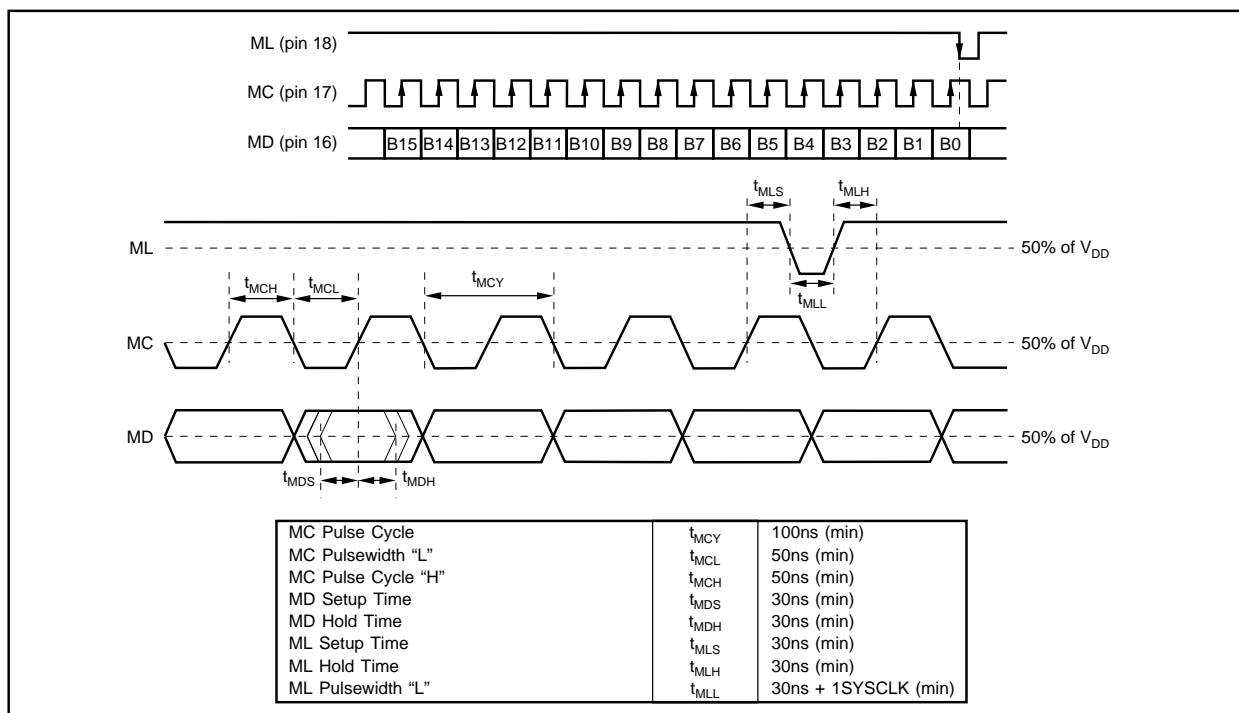 ML (pin 18)
MC (pin 17)
MD (pin 16) B15 B14 B13 B12 B11 B10 B9 B8 B7 B6 B5 B4 B3 B2 B1 B0
tMLS tMLH
ML 50% of VDD
tMCH tMCL tMCY tMLL
MC 50% of VDD
MD 50% of VDD
tMDS tMDH
MC Pulse Cycle tMCY 100ns (min)
MC Pulsewidth “L” tMCL 50ns (min)
MC Pulse Cycle “H” tMCH 50ns (min)
MD Setup Time tMDS 30ns (min)
MD Hold Time tMDH 30ns (min)
ML Setup Time tMLS 30ns (min)
ML Hold Time tMLH 30ns (min)
ML Pulsewidth “L” tMLL 30ns + 1SYSCLK (min)